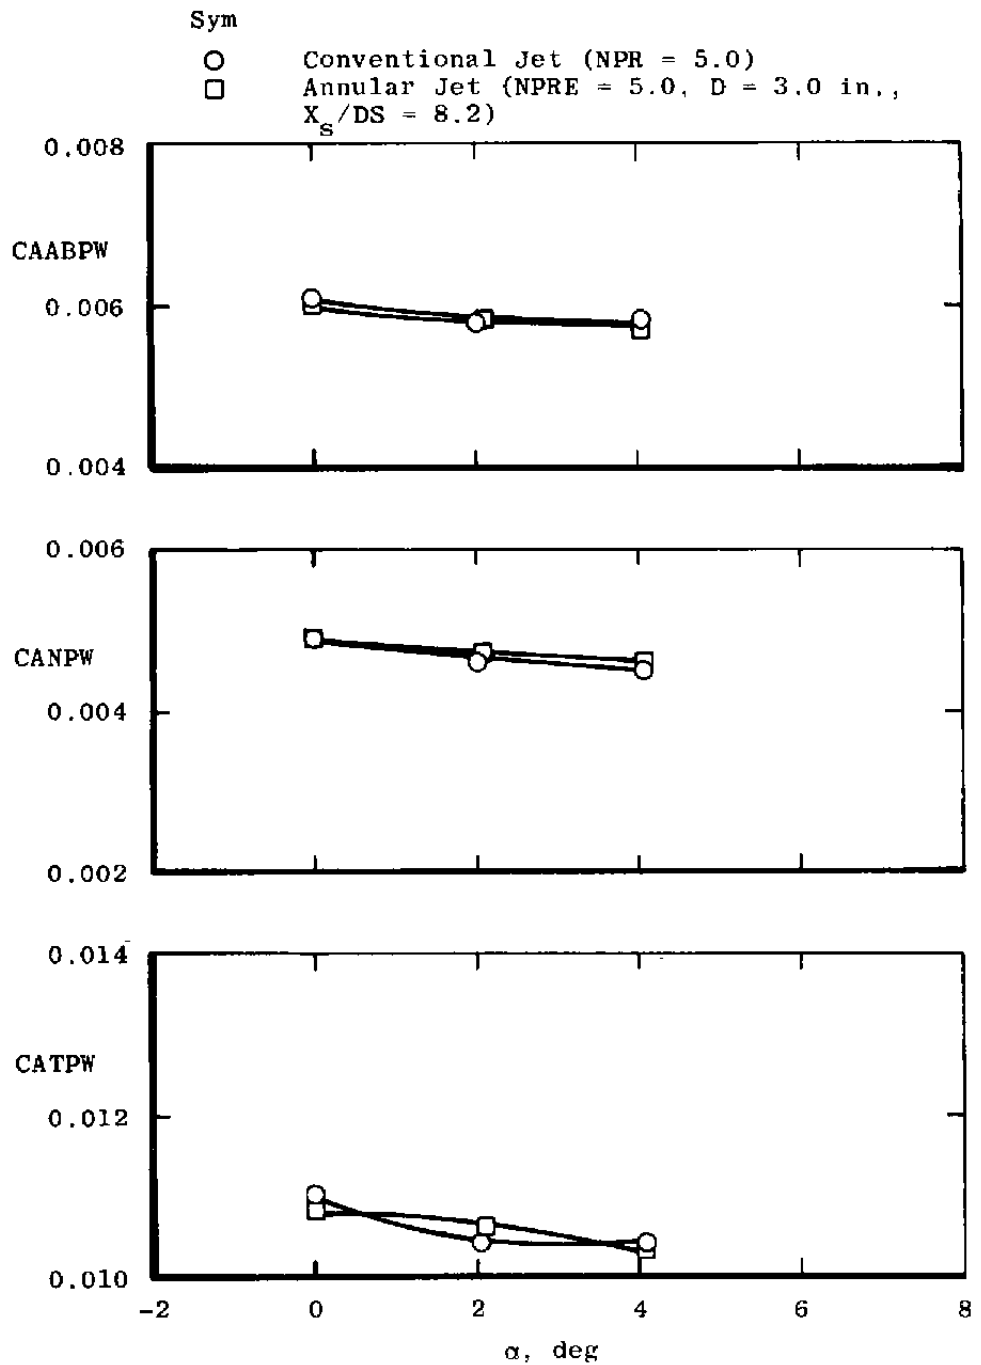 Sym
○ Conventional Jet (NPR = 5.0)
□ Annular Jet (NPRE = 5.0, D = 3.0 in.,
Xs/DS = 8.2)
0.008
CAABPW
0.006
0.004
0.006
CANPW
0.004
0.002
0.014
CATPW
0.012
0.010
-2 0 2 4 6 8
α, deg